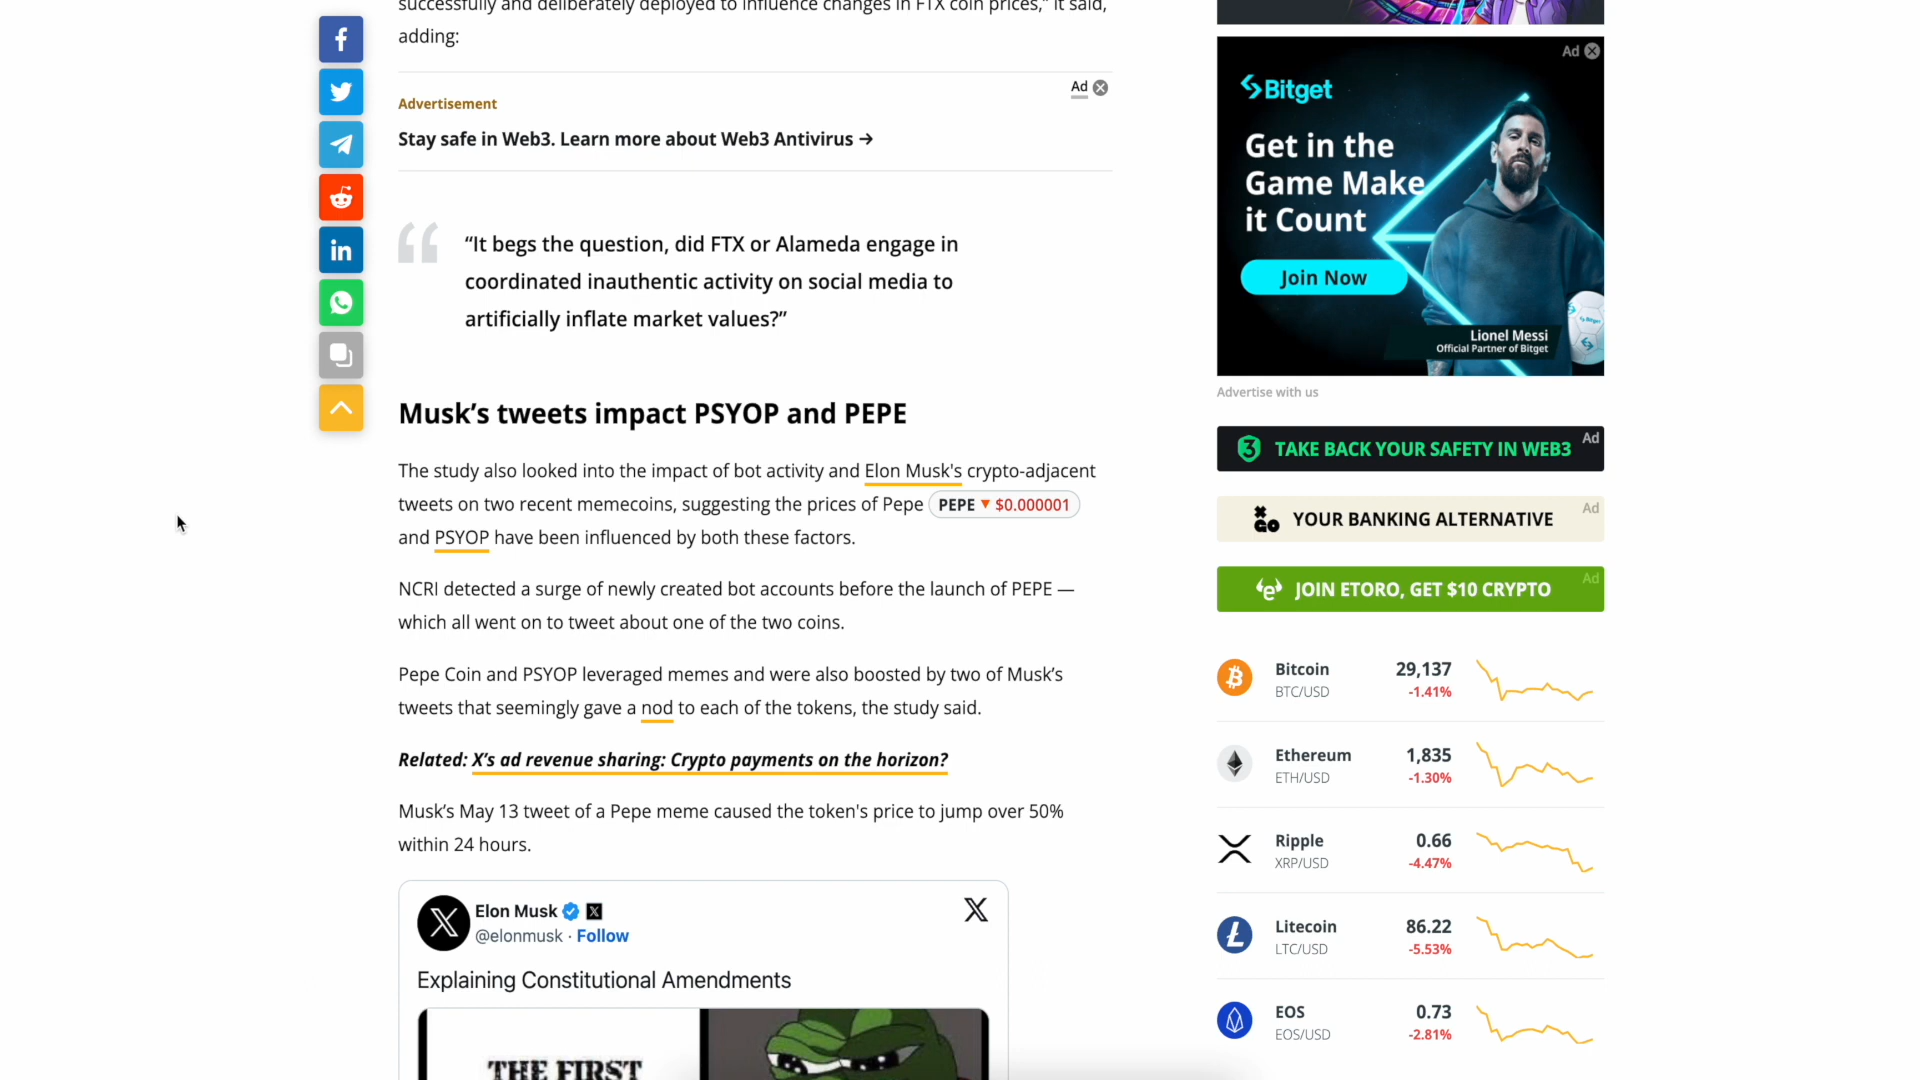 successfully and deliberately deployed to influence changes in FTX coin prices,” it said,
adding:
Ad
Advertisement
Stay safe in Web3. Learn more about Web3 Antivirus →
“It begs the question, did FTX or Alameda engage in
coordinated inauthentic activity on social media to
artificially inflate market values?”
Musk’s tweets impact PSYOP and PEPE
The study also looked into the impact of bot activity and Elon Musk's crypto-adjacent
tweets on two recent memecoins, suggesting the prices of Pepe PEPE ▼ $0.000001
and PSYOP have been influenced by both these factors.
NCRI detected a surge of newly created bot accounts before the launch of PEPE —
which all went on to tweet about one of the two coins.
Pepe Coin and PSYOP leveraged memes and were also boosted by two of Musk’s
tweets that seemingly gave a nod to each of the tokens, the study said.
Related: X’s ad revenue sharing: Crypto payments on the horizon?
Musk’s May 13 tweet of a Pepe meme caused the token's price to jump over 50%
within 24 hours.
Elon Musk
@elonmusk · Follow
Explaining Constitutional Amendments
THE FIRST
Ad
Bitget
Get in the
Game Make
it Count
Join Now
Lionel Messi
Official Partner of Bitget
Advertise with us
TAKE BACK YOUR SAFETY IN WEB3
Ad
YOUR BANKING ALTERNATIVE
Ad
JOIN ETORO, GET $10 CRYPTO
Ad
Bitcoin 29,137
BTC/USD -1.41%
Ethereum 1,835
ETH/USD -1.30%
Ripple 0.66
XRP/USD -4.47%
Litecoin 86.22
LTC/USD -5.53%
EOS 0.73
EOS/USD -2.81%